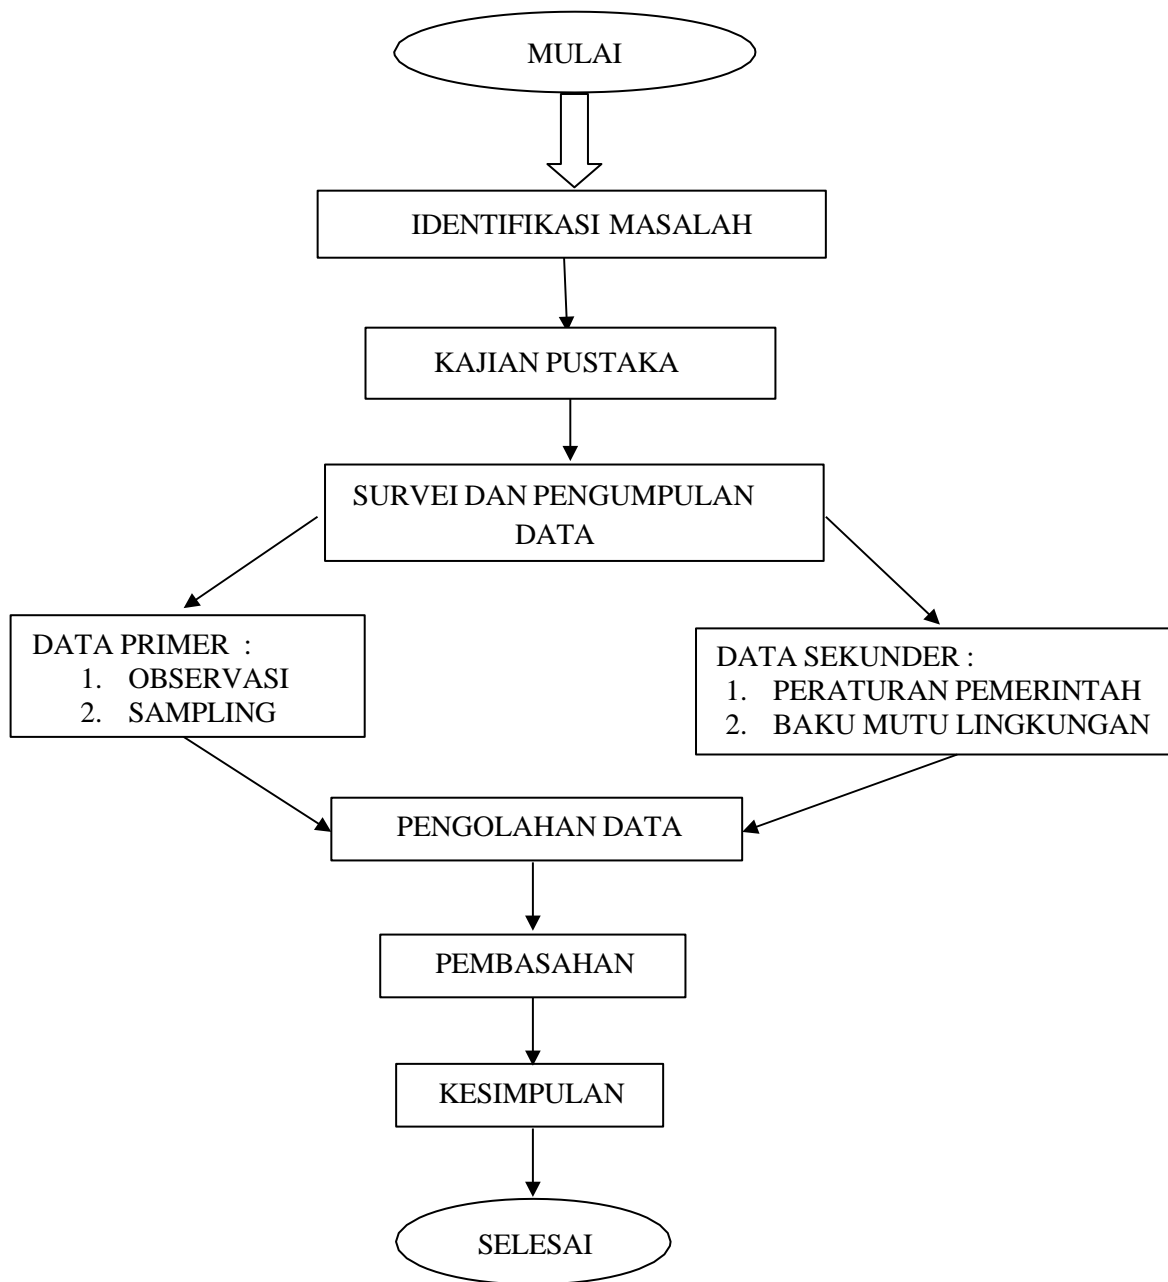 MULAI
IDENTIFIKASI MASALAH
KAJIAN PUSTAKA
SURVEI DAN PENGUMPULAN
DATA
DATA PRIMER :
1. OBSERVASI
2. SAMPLING
DATA SEKUNDER :
1. PERATURAN PEMERINTAH
2. BAKU MUTU LINGKUNGAN
PENGOLAHAN DATA
PEMBASAHAN
KESIMPULAN
SELESAI